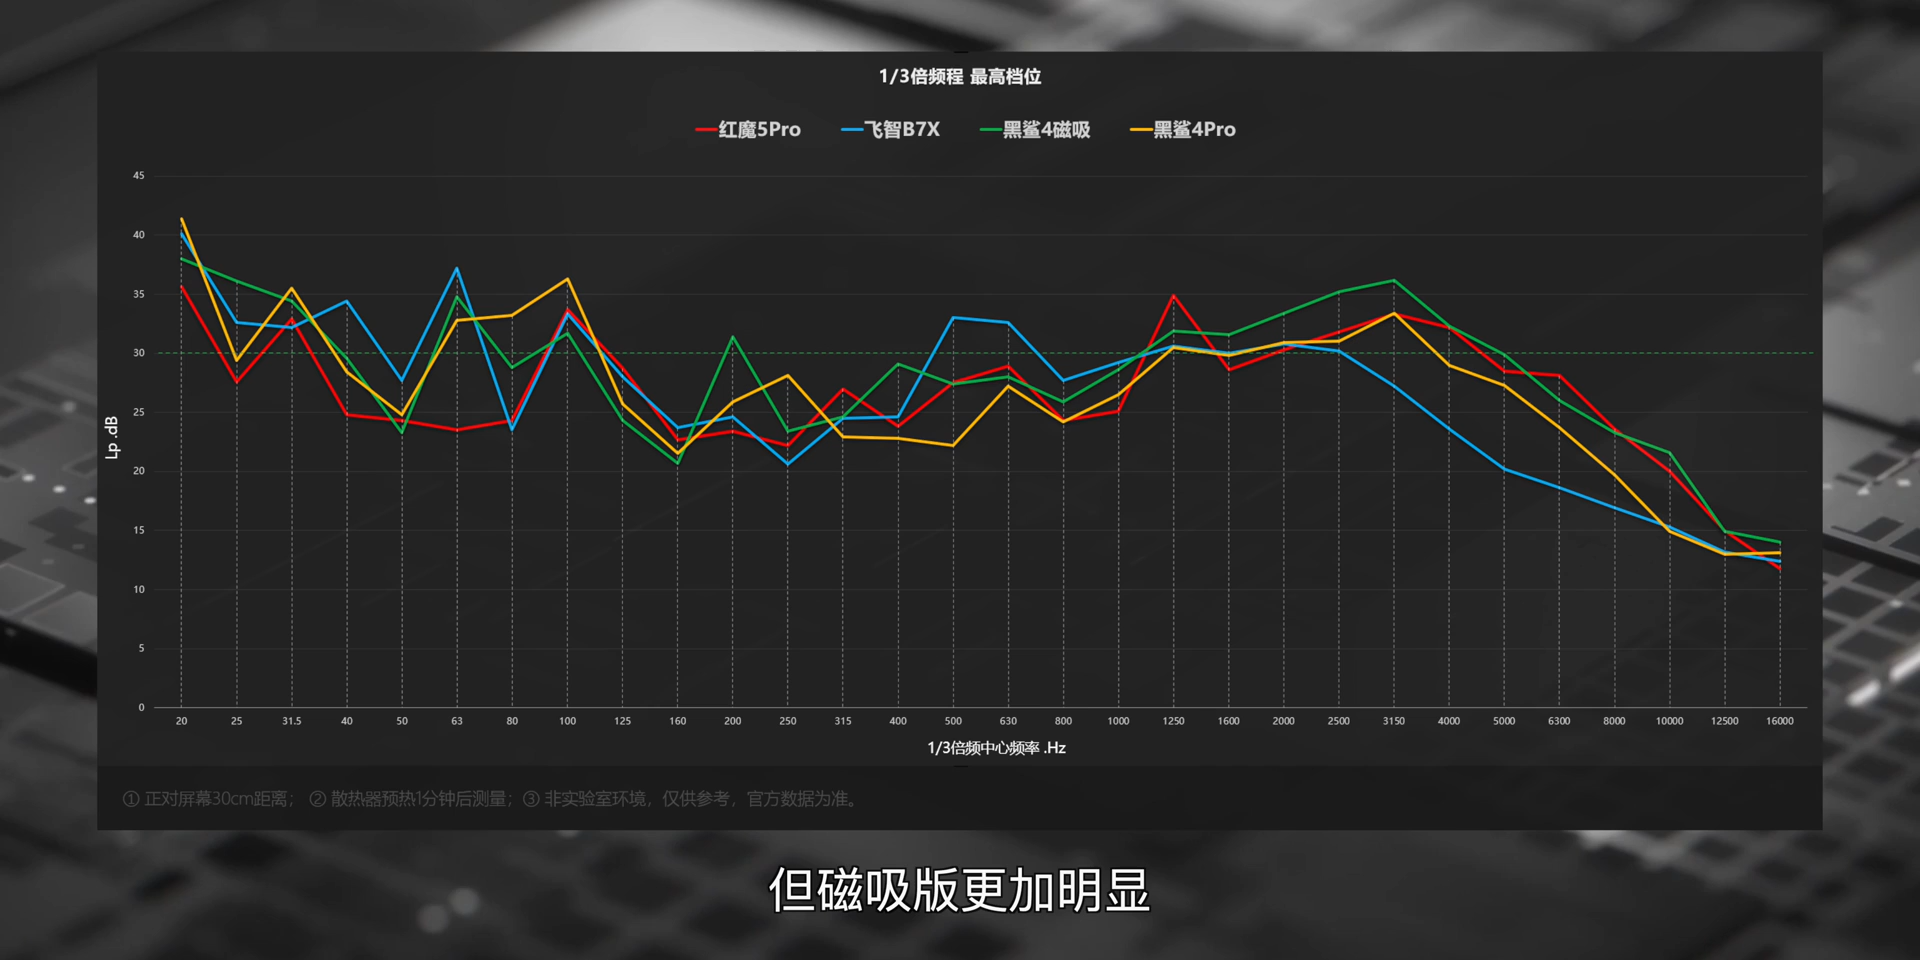 1/3倍频程 最高档位
红魔5Pro 飞智B7X 黑鲨4磁吸 黑鲨4Pro
45
40
35
30
25
20
15
10
5
0
Lp .dB
20 25 31.5 40 50 63 80 100 125 160 200 250 315 400 500 630 800 1000 1250 1600 2000 2500 3150 4000 5000 6300 8000 10000 12500 16000
1/3倍频中心频率 .Hz
① 正对屏幕30cm距离； ② 散热器预热1分钟后测量；③ 非实验室环境，仅供参考，官方数据为准。
但磁吸版更加明显